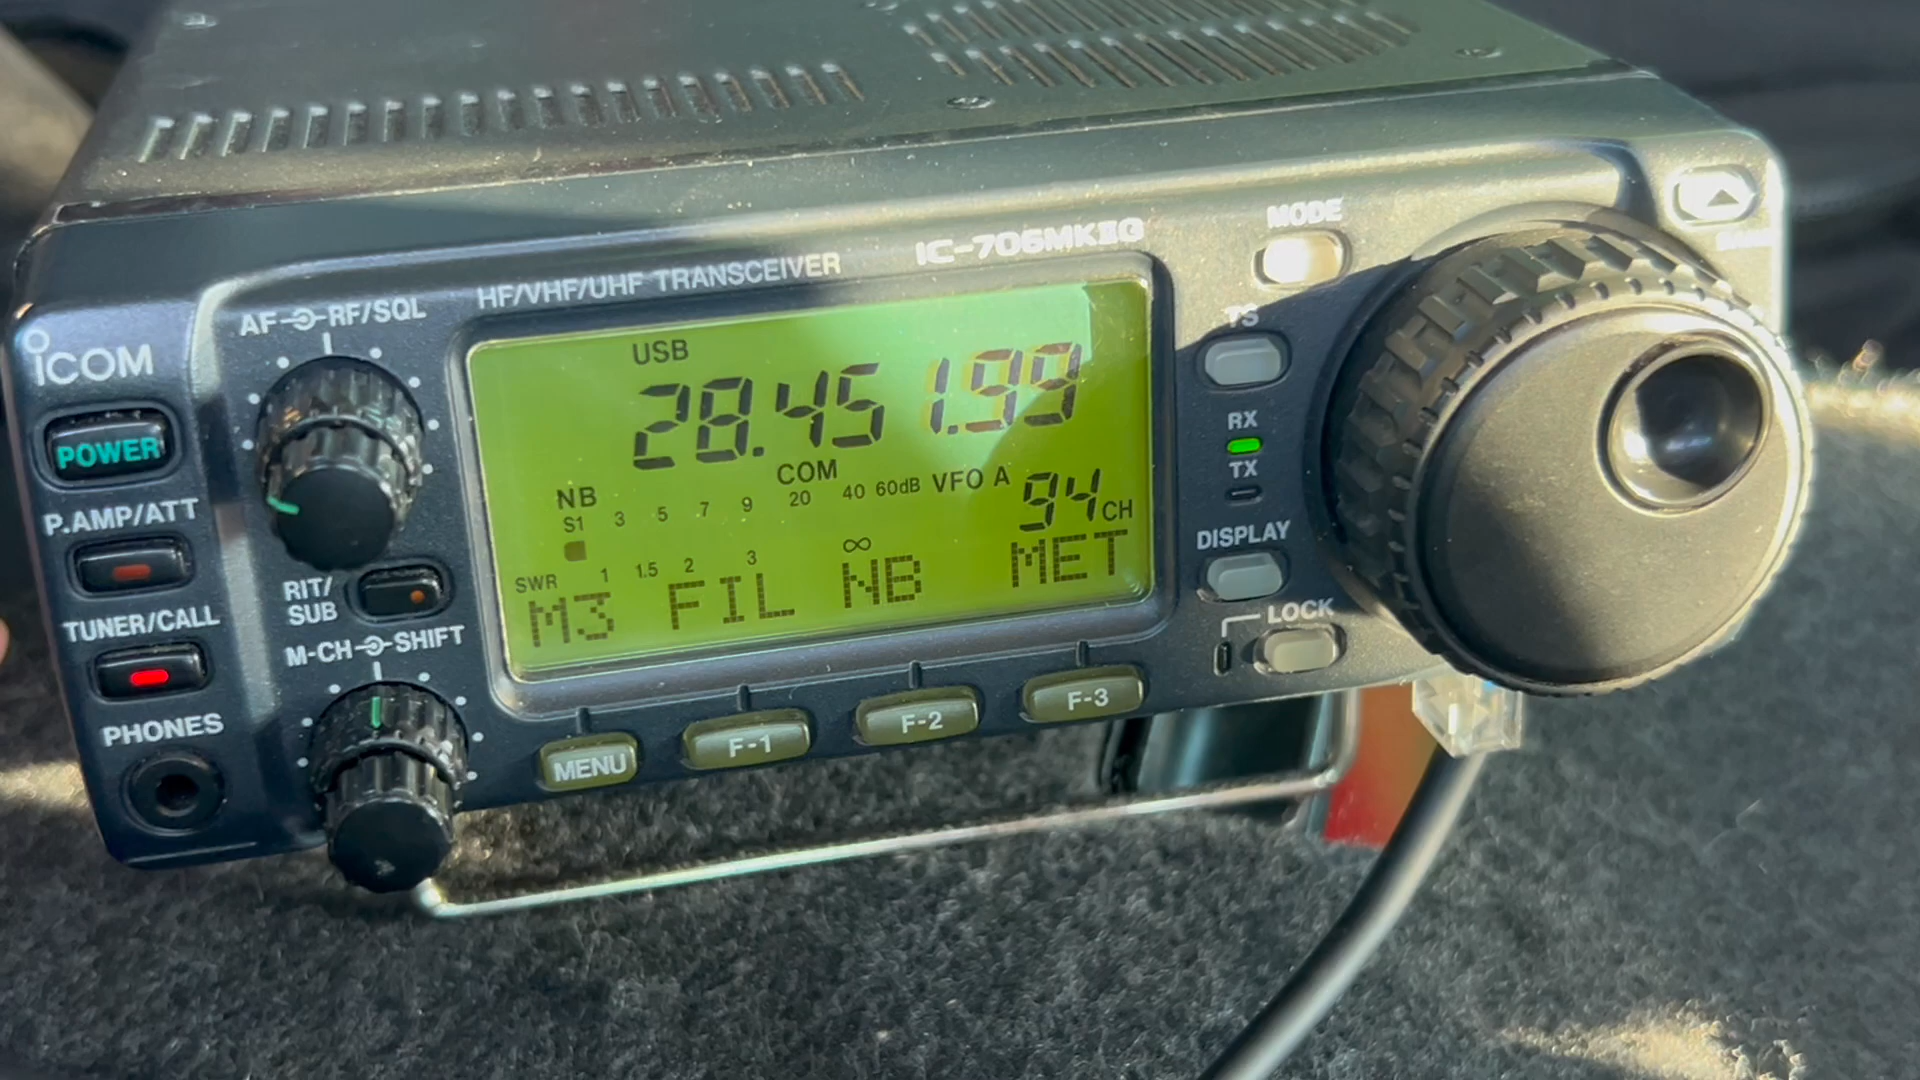 HF/VHF/UHF TRANSCEIVER
IC-706MKIIG
MODE
AF RF/SQL
ICOM
TS
USB
28.451.99
POWER
RX
COM
NB
VFO A
94CH
TX
S1 3 5 7 9 20 40 60dB
P.AMP/ATT
DISPLAY
∞
SWR 1 1.5 2 3
M3 FIL NB MET
RIT/
SUB
LOCK
TUNER/CALL
M-CH SHIFT
PHONES
MENU
F-1
F-2
F-3